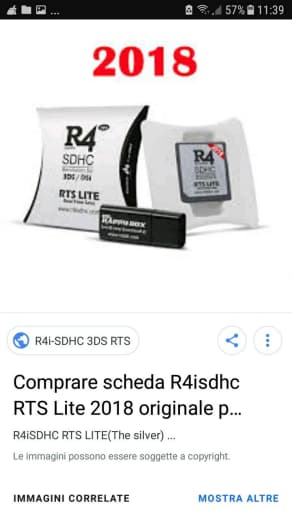 57% 11:39
2018
R4
SDHC
3DS / DSi
RTS LITE
R4
SDHC
RTS LITE
R4i-SDHC 3DS RTS
Comprare scheda R4isdhc
RTS Lite 2018 originale p...
R4iSDHC RTS LITE(The silver) ...
Le immagini possono essere soggette a copyright.
IMMAGINI CORRELATE
MOSTRA ALTRE